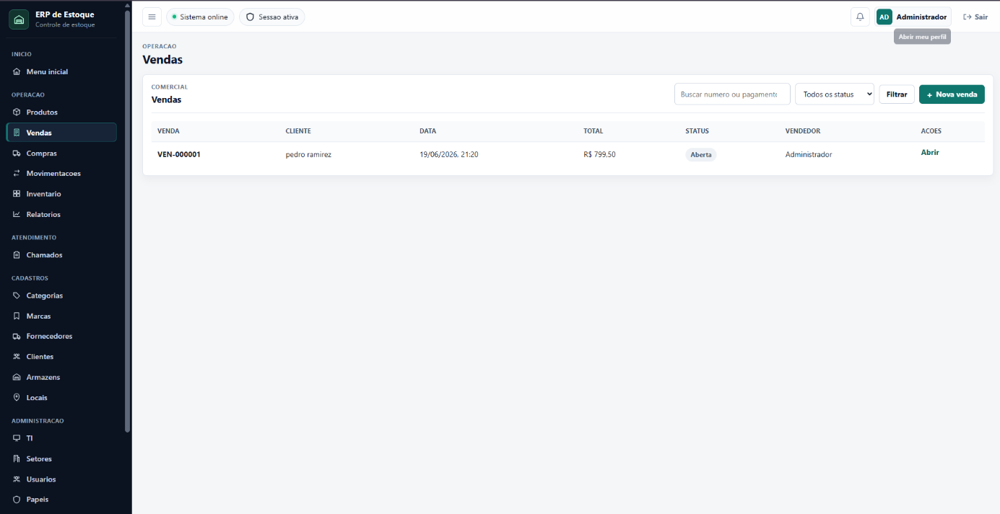 ERP de Estoque
Controle de estoque
INICIO
Menu inicial
OPERACAO
Produtos
Vendas
Compras
Movimentacoes
Inventario
Relatorios
ATENDIMENTO
Chamados
CADASTROS
Categorias
Marcas
Fornecedores
Clientes
Armazens
Locais
ADMINISTRACAO
TI
Setores
Usuarios
Papeis
Sistema online
Sessao ativa
AD Administrador
Sair
Abrir meu perfil
OPERACAO
Vendas
COMERCIAL
Vendas
Buscar numero ou pagamento
Todos os status
Filtrar
+ Nova venda
VENDA CLIENTE DATA TOTAL STATUS VENDEDOR ACOES
VEN-000001 pedro ramirez 19/06/2026, 21:20 R$ 799,50 Aberta Administrador Abrir